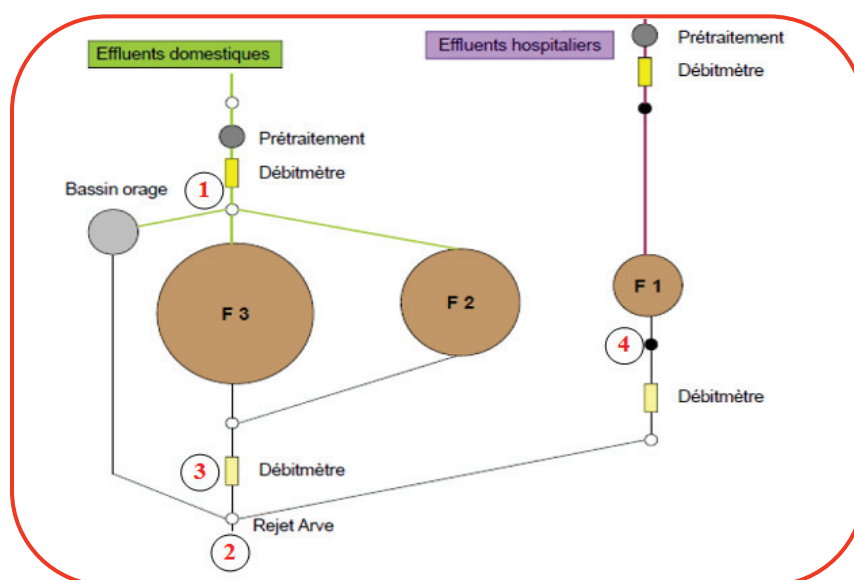 Effluents domestiques
Effluents hospitaliers
Prétraitement
Débitmètre
Prétraitement
Débitmètre
1
Bassin orage
F 3
F 2
F 1
4
Débitmètre
3
Débitmètre
Rejet Arve
2